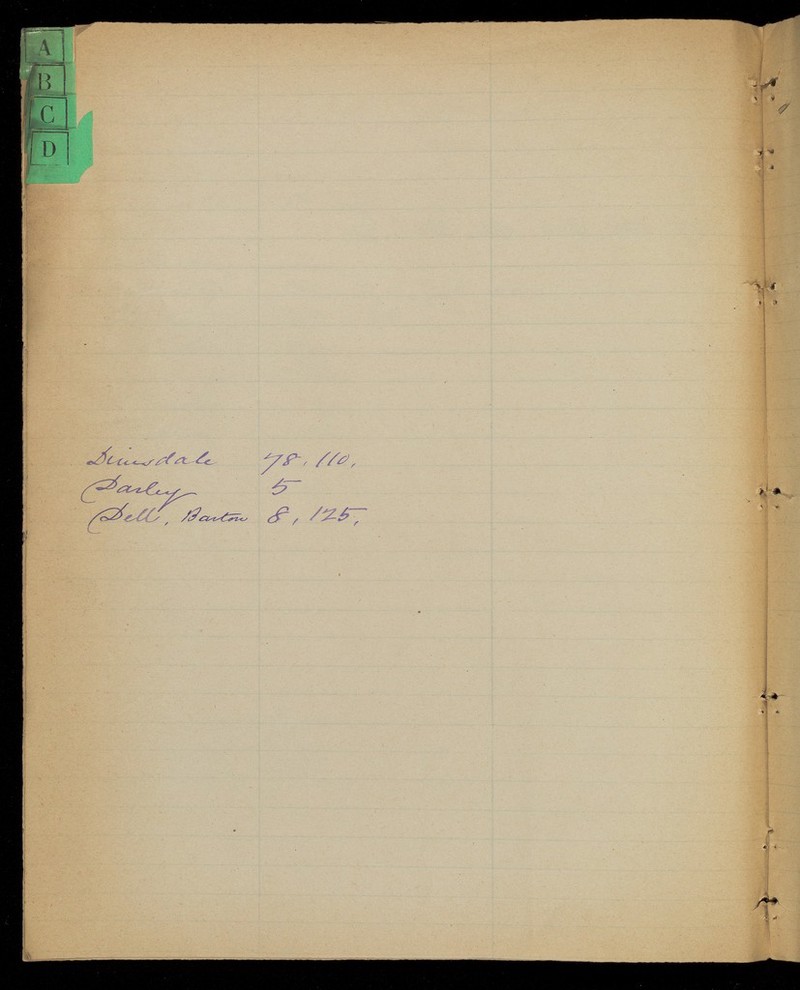 A
B
C
D
Dinsdale 78, 110,
Darley 5
Dell, Barton 8, 125,